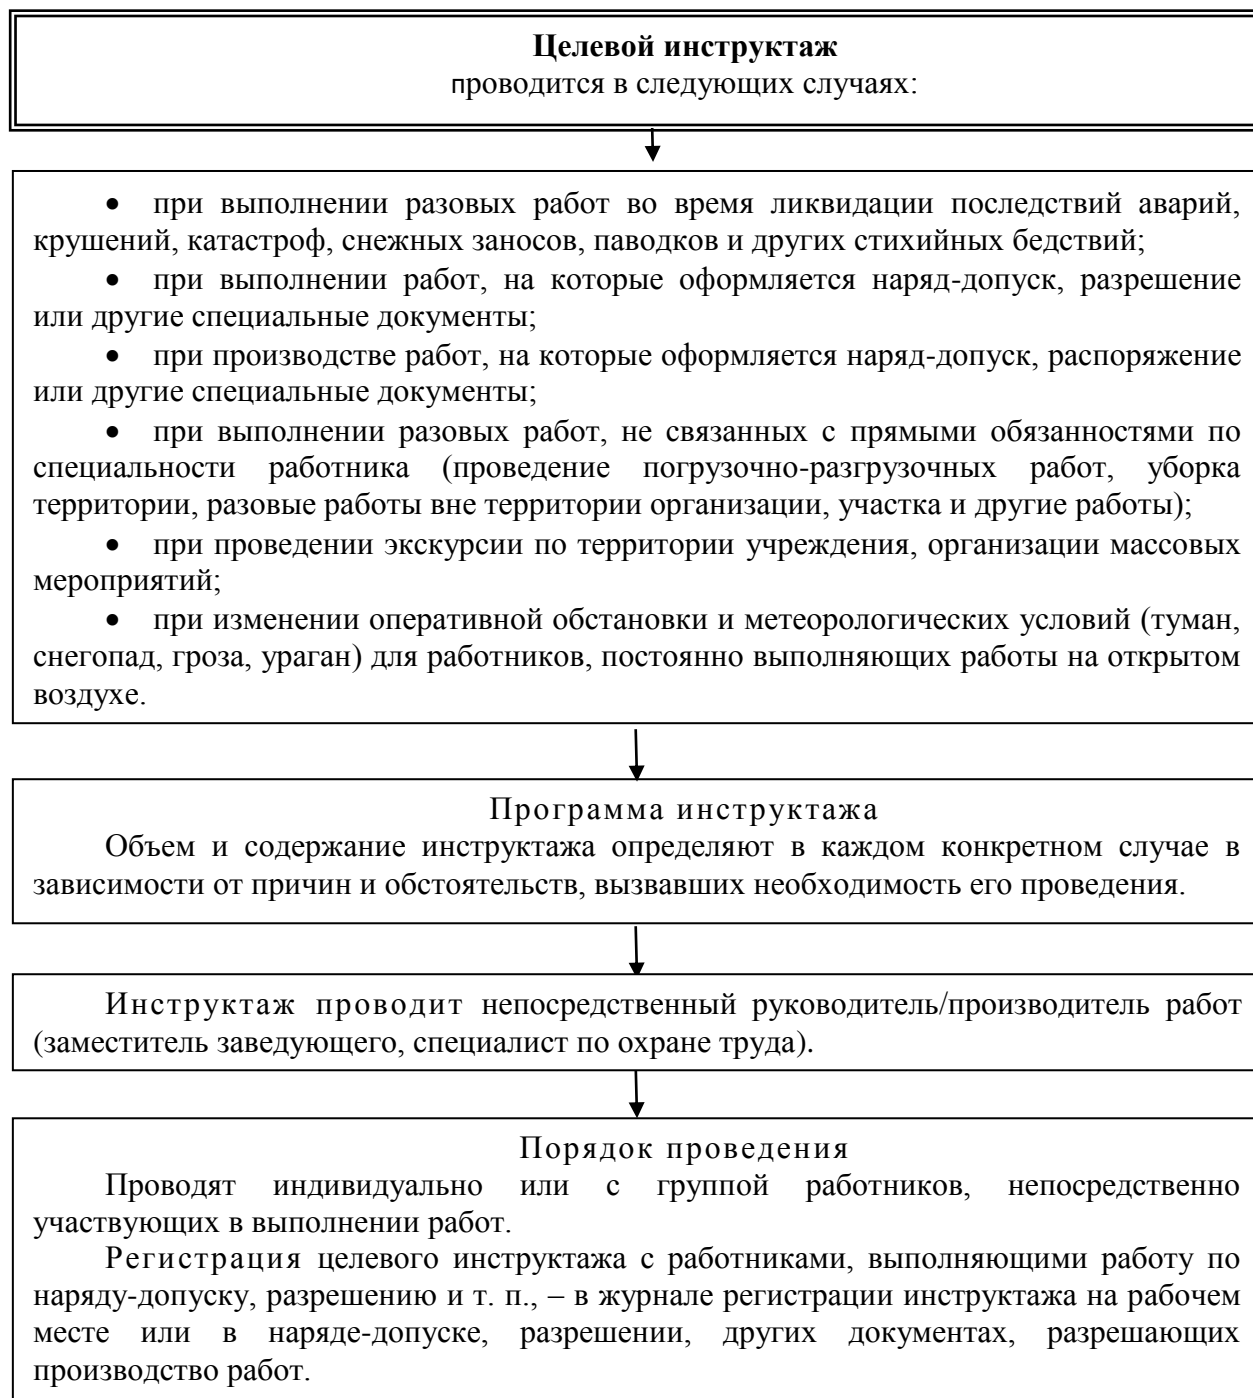 Целевой инструктаж
проводится в следующих случаях:
• при выполнении разовых работ во время ликвидации последствий аварий,
крушений, катастроф, снежных заносов, паводков и других стихийных бедствий;
• при выполнении работ, на которые оформляется наряд-допуск, разрешение
или другие специальные документы;
• при производстве работ, на которые оформляется наряд-допуск, распоряжение
или другие специальные документы;
• при выполнении разовых работ, не связанных с прямыми обязанностями по
специальности работника (проведение погрузочно-разгрузочных работ, уборка
территории, разовые работы вне территории организации, участка и другие работы);
• при проведении экскурсии по территории учреждения, организации массовых
мероприятий;
• при изменении оперативной обстановки и метеорологических условий (туман,
снегопад, гроза, ураган) для работников, постоянно выполняющих работы на открытом
воздухе.
Программа инструктажа
Объем и содержание инструктажа определяют в каждом конкретном случае в
зависимости от причин и обстоятельств, вызвавших необходимость его проведения.
Инструктаж проводит непосредственный руководитель/производитель работ
(заместитель заведующего, специалист по охране труда).
Порядок проведения
Проводят индивидуально или с группой работников, непосредственно
участвующих в выполнении работ.
Регистрация целевого инструктажа с работниками, выполняющими работу по
наряду-допуску, разрешению и т. п., – в журнале регистрации инструктажа на рабочем
месте или в наряде-допуске, разрешении, других документах, разрешающих
производство работ.